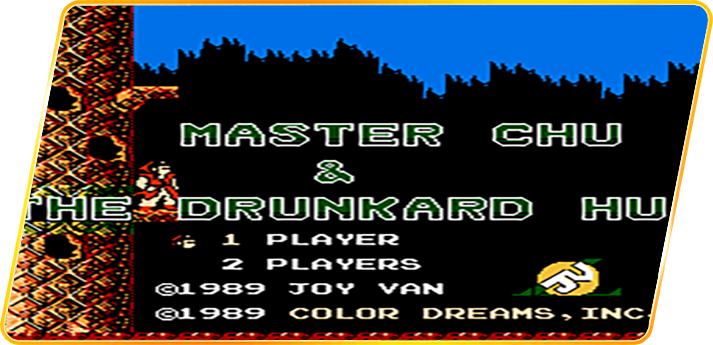 MASTER CHU
&
THE DRUNKARD HU
1 PLAYER
2 PLAYERS
©1989 JOY VAN
©1989 COLOR DREAMS,INC.